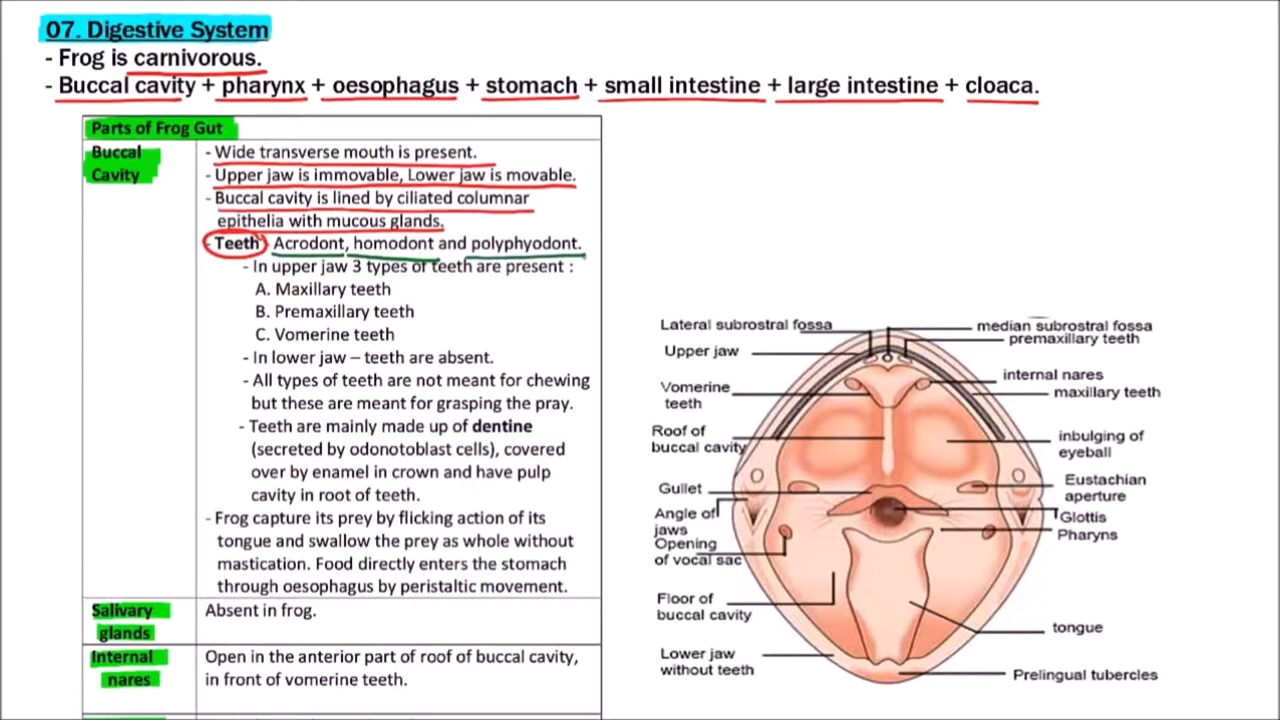 07. Digestive System
- Frog is carnivorous.
- Buccal cavity + pharynx + oesophagus + stomach + small intestine + large intestine + cloaca.
Parts of Frog Gut
Buccal
Cavity
- Wide transverse mouth is present.
- Upper jaw is immovable, Lower jaw is movable.
- Buccal cavity is lined by ciliated columnar
epithelia with mucous glands.
- Teeth Acrodont, homodont and polyphyodont.
- In upper jaw 3 types of teeth are present :
A. Maxillary teeth
B. Premaxillary teeth
C. Vomerine teeth
- In lower jaw – teeth are absent.
- All types of teeth are not meant for chewing
but these are meant for grasping the pray.
- Teeth are mainly made up of dentine
(secreted by odonotoblast cells), covered
over by enamel in crown and have pulp
cavity in root of teeth.
- Frog capture its prey by flicking action of its
tongue and swallow the prey as whole without
mastication. Food directly enters the stomach
through oesophagus by peristaltic movement.
Salivary
glands
Absent in frog.
Internal
nares
Open in the anterior part of roof of buccal cavity,
in front of vomerine teeth.
Lateral subrostral fossa
Upper jaw
Vomerine
teeth
Roof of
buccal cavity
Gullet
Angle of
jaws
Opening
of vocal sac
Floor of
buccal cavity
Lower jaw
without teeth
median subrostral fossa
premaxillary teeth
internal nares
maxillary teeth
inbulging of
eyeball
Eustachian
aperture
Glottis
Pharyns
tongue
Prelingual tubercles